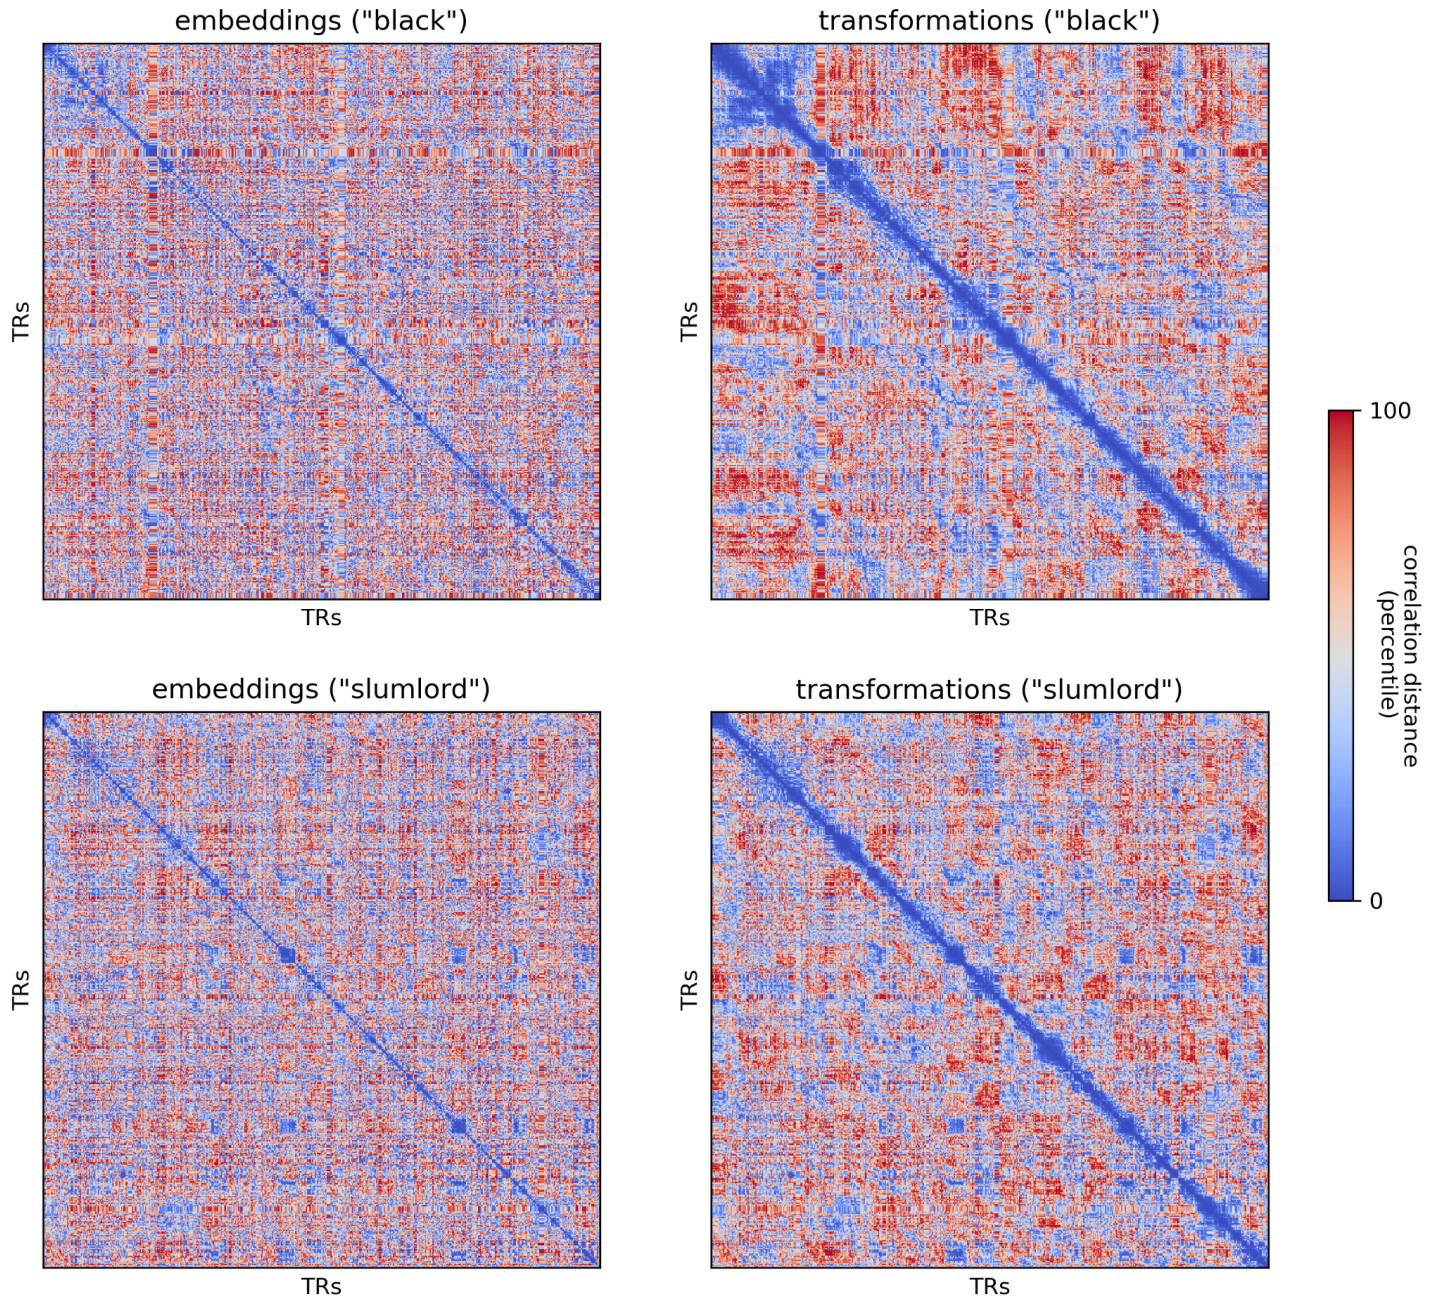 embeddings ("black")
transformations ("black")
TRs
TRs
TRs
TRs
embeddings ("slumlord")
transformations ("slumlord")
TRs
TRs
TRs
TRs
100
0
correlation distance
(percentile)